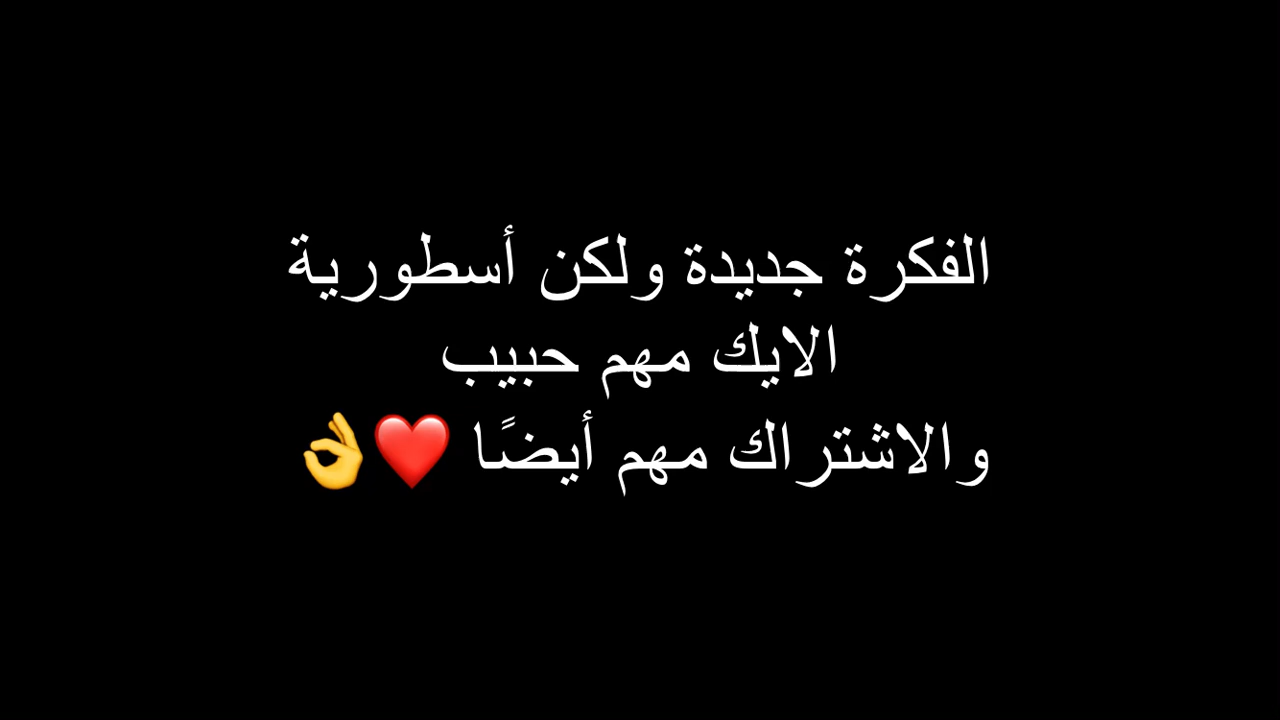 الفكرة جديدة ولكن أسطورية
الايك مهم حبيب
والاشتراك مهم أيضًا ❤️👌